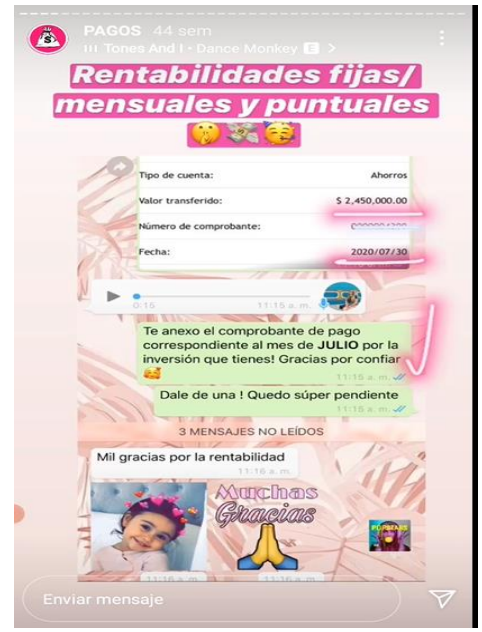 PAGOS 44 sem
Tones And I • Dance Monkey E >
Rentabilidades fijas/
mensuales y puntuales
Tipo de cuenta: Ahorros
Valor transferido: $ 2,450,000.00
Número de comprobante:
Fecha: 2020/07/30
0:15 11:15 a. m.
Te anexo el comprobante de pago
correspondiente al mes de JULIO por la
inversión que tienes! Gracias por confiar
11:15 a. m.
Dale de una ! Quedo súper pendiente
11:15 a. m.
3 MENSAJES NO LEÍDOS
Mil gracias por la rentabilidad
11:16 a. m.
Muchas
Gracias
11:16 a. m. 11:16 a. m.
Enviar mensaje